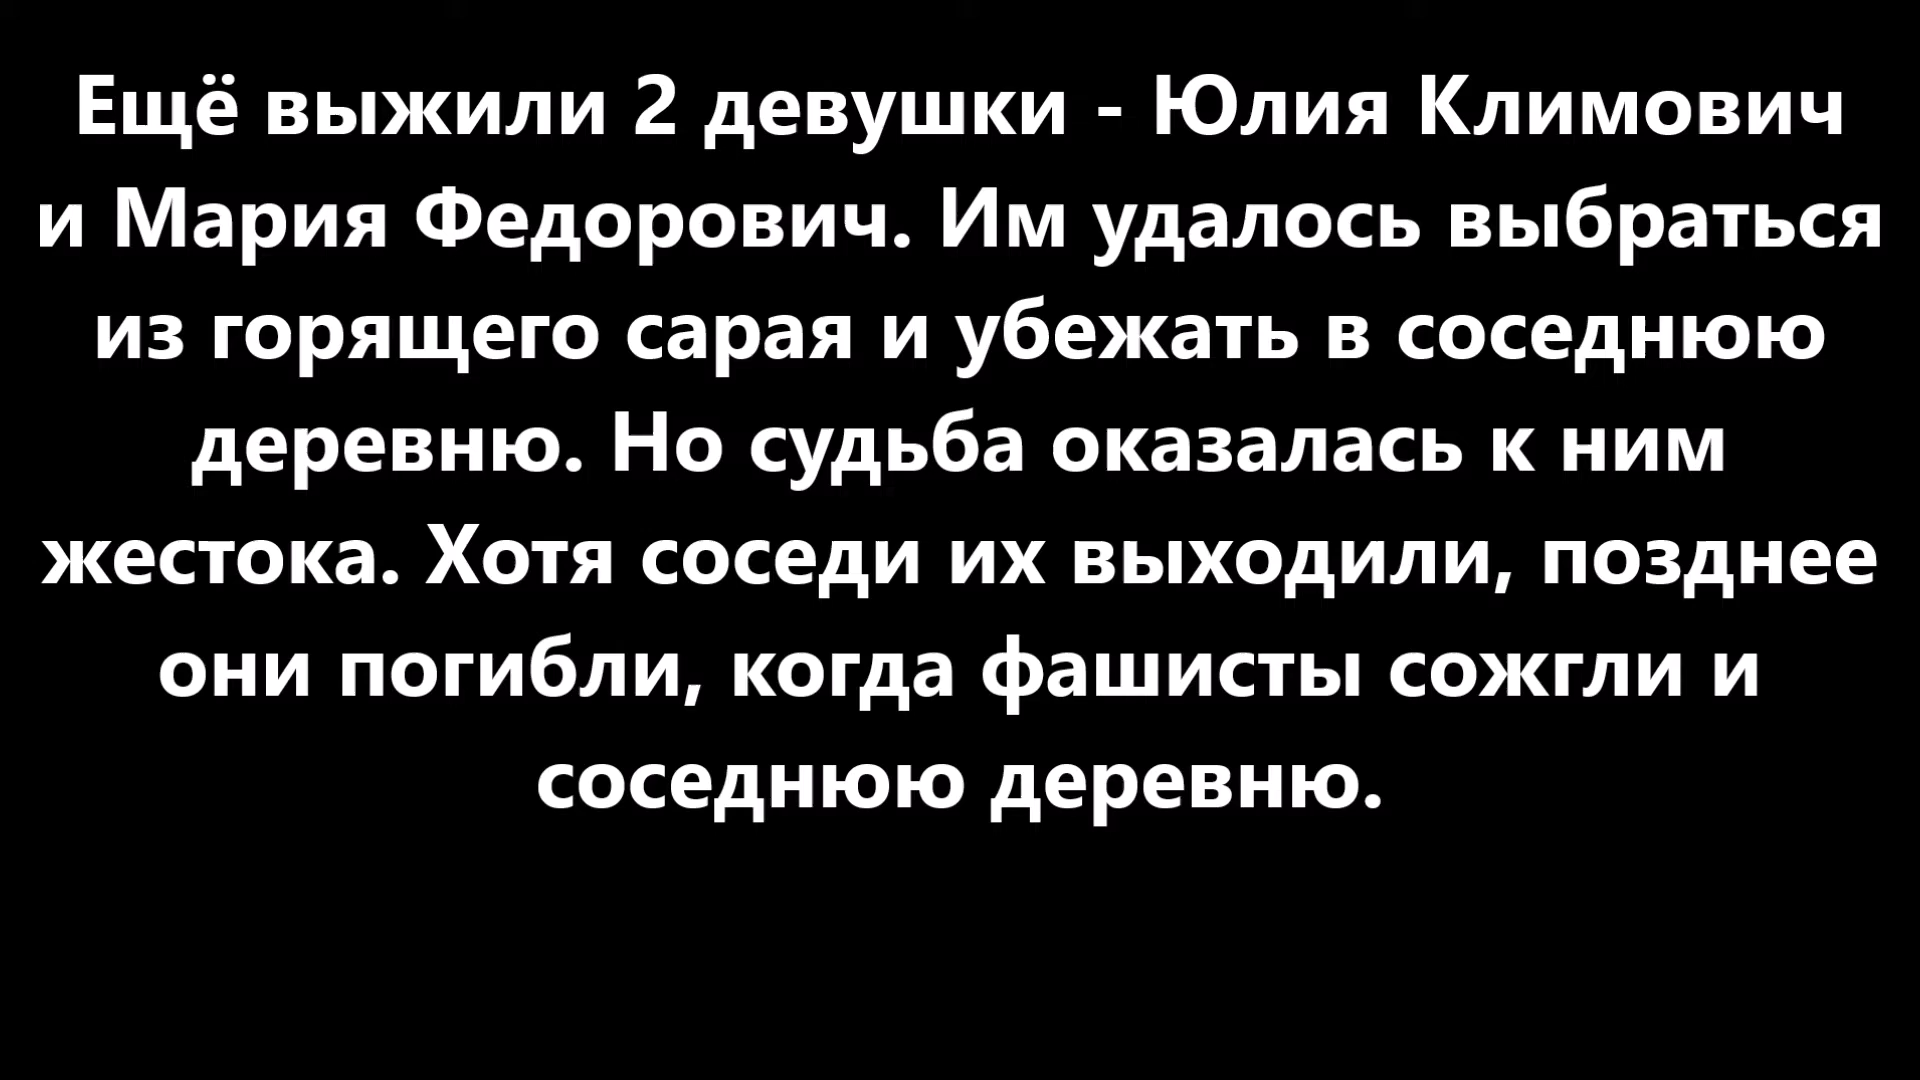 Ещё выжили 2 девушки - Юлия Климович
и Мария Федорович. Им удалось выбраться
из горящего сарая и убежать в соседнюю
деревню. Но судьба оказалась к ним
жестока. Хотя соседи их выходили, позднее
они погибли, когда фашисты сожгли и
соседнюю деревню.